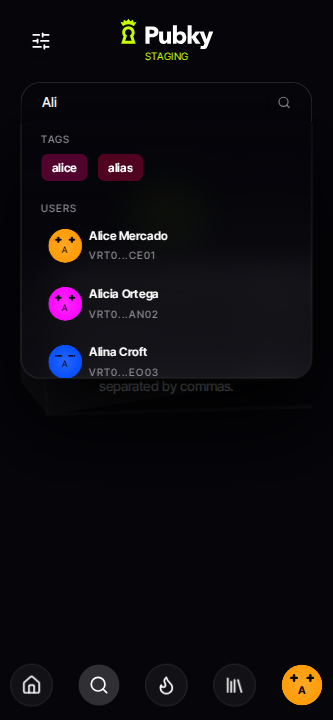 Pubky
STAGING
Ali
TAGS
alice alias
USERS
A
Alice Mercado
VRT0...CE01
A
Alicia Ortega
VRT0...AN02
A
Alina Croft
VRT0...EO03
separated by commas.
A